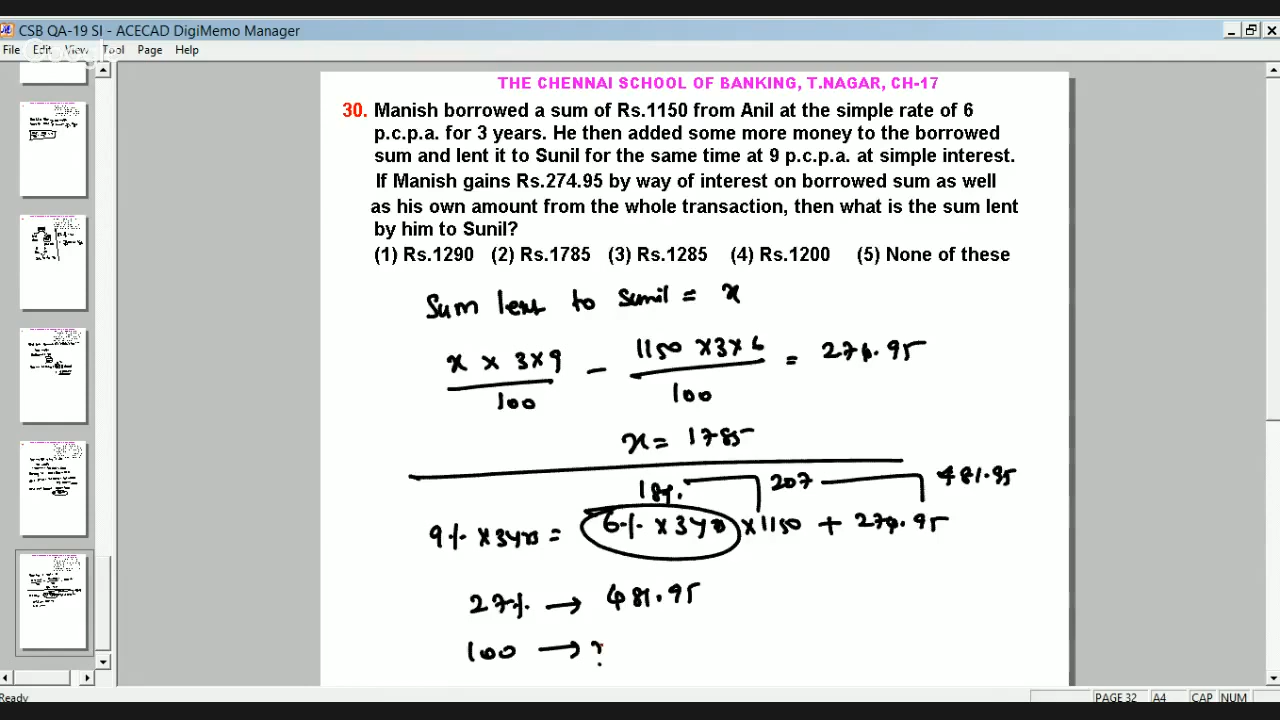 CSB QA-19 SI - ACECAD DigiMemo Manager
File Edit View Tool Page Help
Google
THE CHENNAI SCHOOL OF BANKING, T.NAGAR, CH-17
30. Manish borrowed a sum of Rs.1150 from Anil at the simple rate of 6
p.c.p.a. for 3 years. He then added some more money to the borrowed
sum and lent it to Sunil for the same time at 9 p.c.p.a. at simple interest.
If Manish gains Rs.274.95 by way of interest on borrowed sum as well
as his own amount from the whole transaction, then what is the sum lent
by him to Sunil?
(1) Rs.1290 (2) Rs.1785 (3) Rs.1285 (4) Rs.1200 (5) None of these
Sum lent to Sunil = x
x × 3×9 / 100 − 1150 ×3×6 / 100 = 274.95
x = 1785
18%. 207 481.95
9% ×3yrs = 6% ×3yrs ×1150 + 274.95
27% → 481.95
100 → ?
Ready PAGE 32 A4 CAP NUM